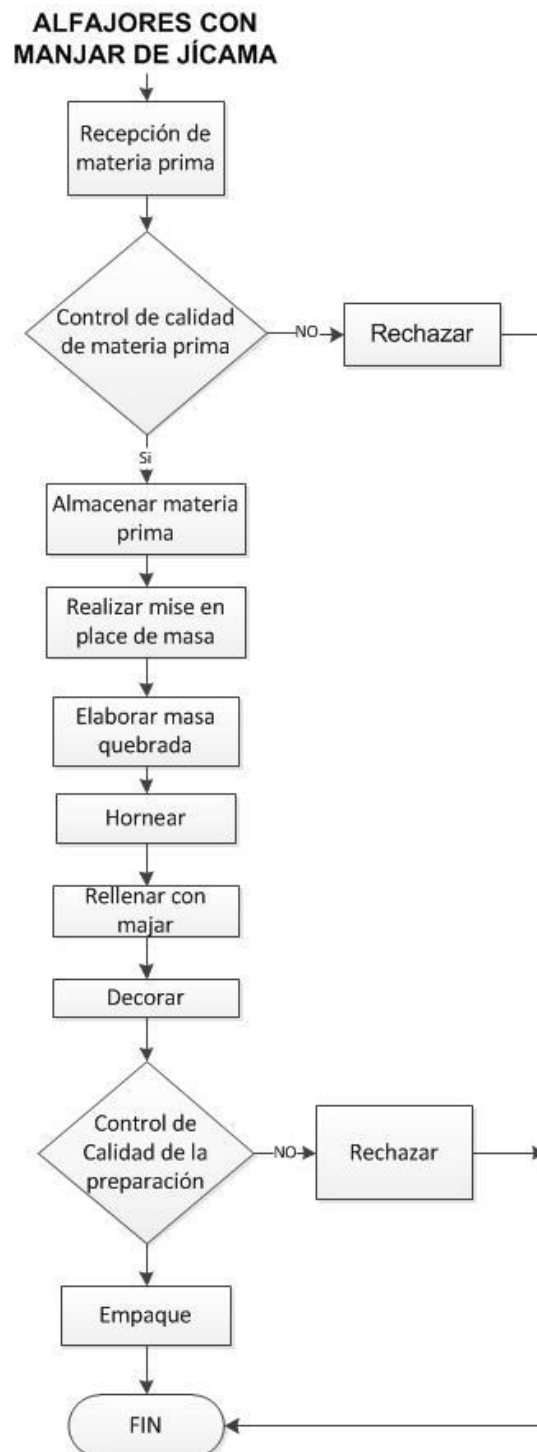 ALFAJORES CON
MANJAR DE JÍCAMA
Recepción de
materia prima
Control de calidad
de materia prima
NO
Rechazar
Si
Almacenar materia
prima
Realizar mise en
place de masa
Elaborar masa
quebrada
Hornear
Rellenar con
majar
Decorar
Control de
Calidad de la
preparación
NO
Rechazar
Empaque
FIN